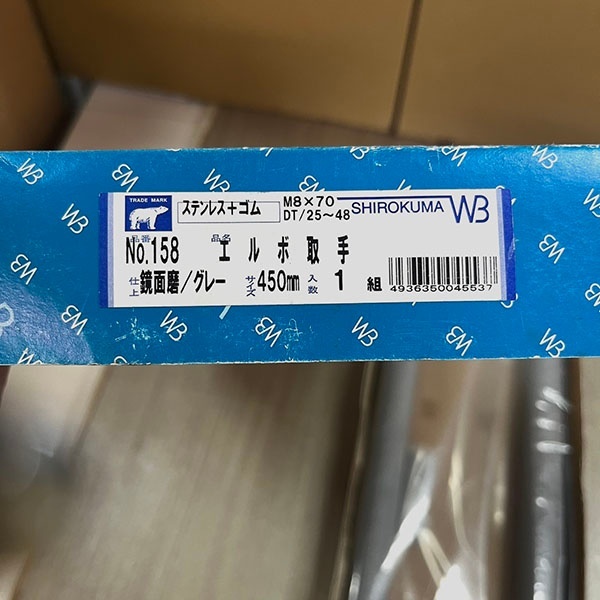 TRADE MARK
ステンレス+ゴム
M8×70
DT/25~48
SHIROKUMA WB
品番 No.158 品名 エルボ取手
仕上 鏡面磨/グレー サイズ 450mm 入数 1 組
4936350045537